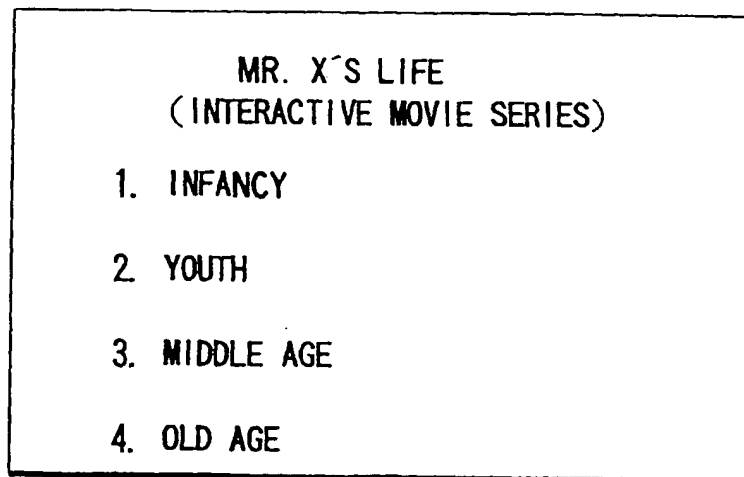 MR. X´S LIFE
(INTERACTIVE MOVIE SERIES)
1. INFANCY
2. YOUTH
3. MIDDLE AGE
4. OLD AGE